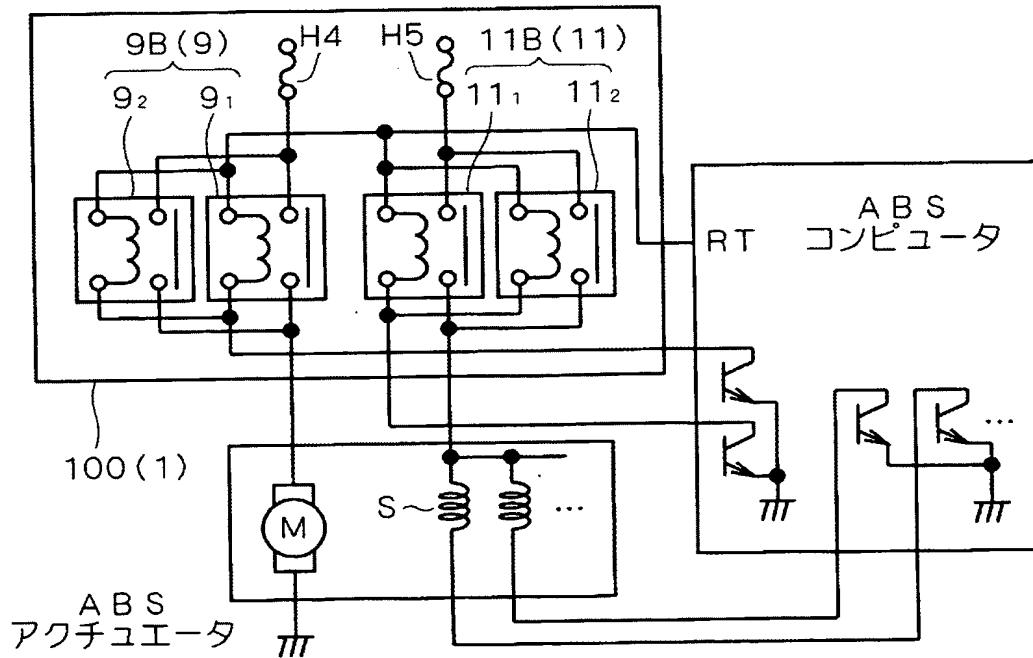 9B(9)
H4
H5
11B(11)
9₂
9₁
11₁
11₂
RT
ABS
コンピュータ
100(1)
S
...
...
M
ABS
アクチュエータ